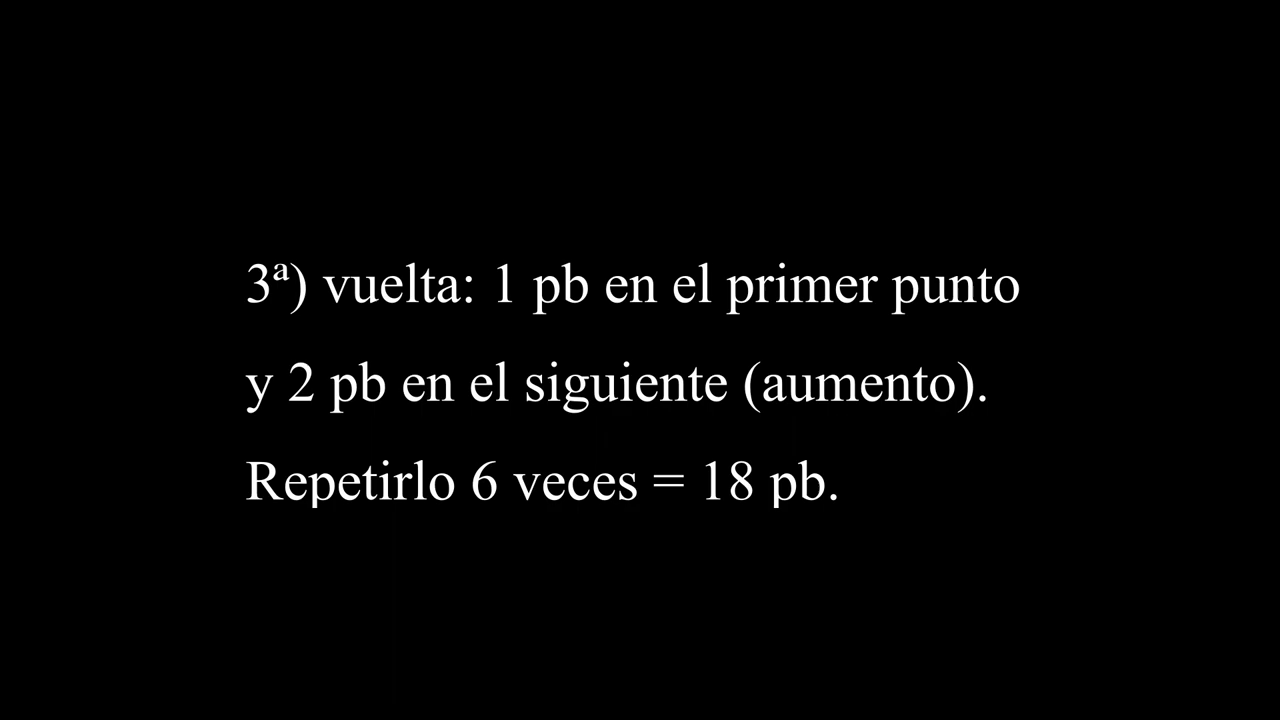 3ª) vuelta: 1 pb en el primer punto
y 2 pb en el siguiente (aumento).
Repetirlo 6 veces = 18 pb.